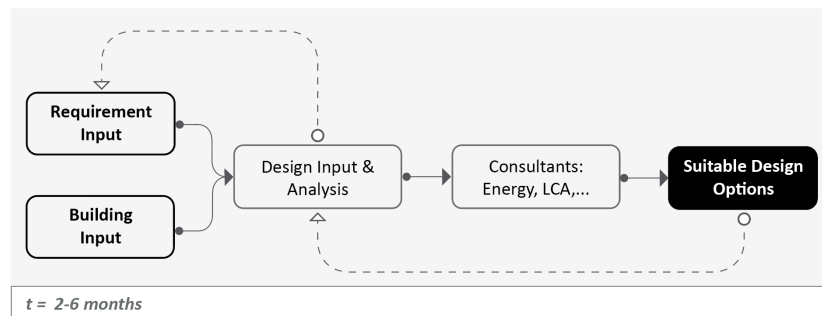 Requirement
Input
Building
Input
Design Input &
Analysis
Consultants:
Energy, LCA,...
Suitable Design
Options
t = 2-6 months